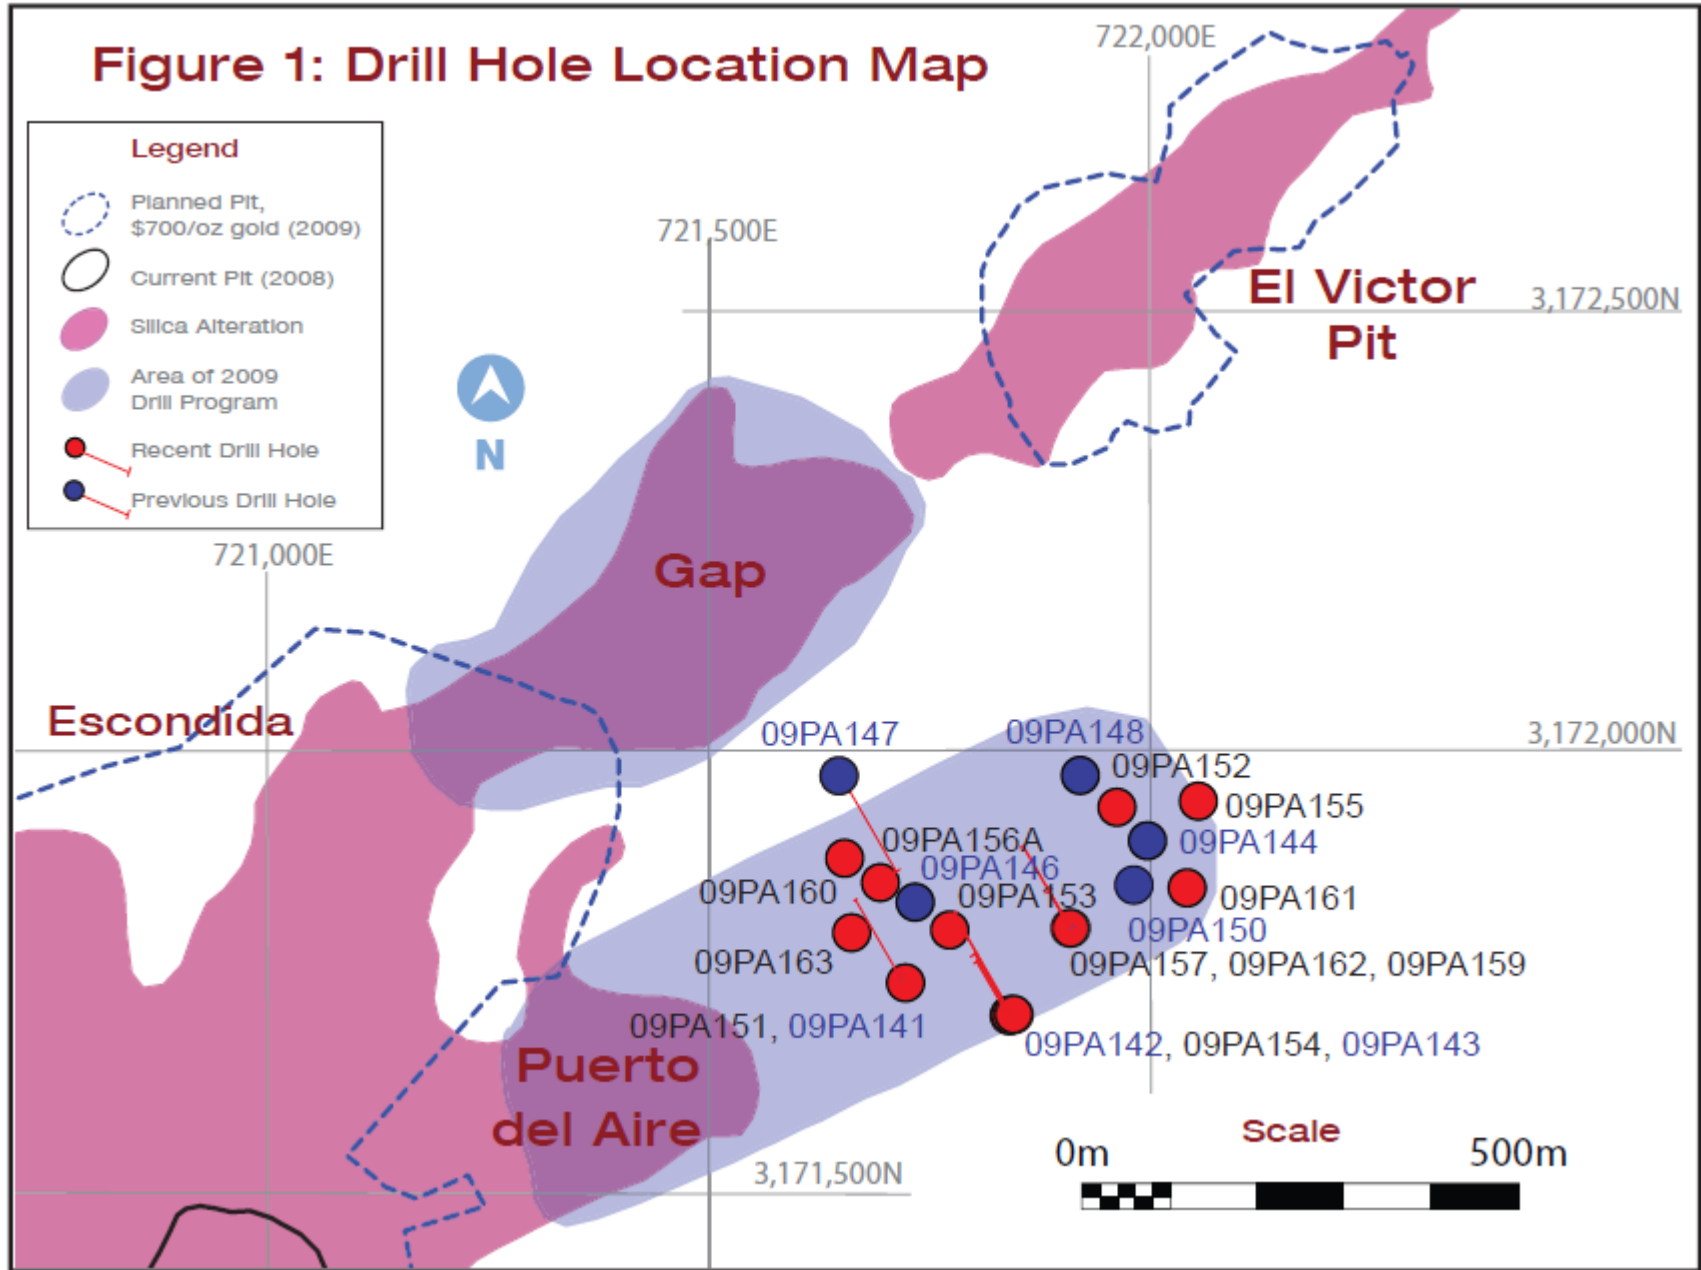 Figure 1: Drill Hole Location Map
722,000E
Legend
Planned Pit,
$700/oz gold (2009)
Current Pit (2008)
Silica Alteration
Area of 2009
Drill Program
Recent Drill Hole
Previous Drill Hole
721,500E
El Victor
Pit
3,172,500N
N
721,000E
Gap
Escondida
3,172,000N
09PA147
09PA148
09PA152
09PA155
09PA156A
09PA144
09PA146
09PA160
09PA153
09PA161
09PA150
09PA163
09PA157, 09PA162, 09PA159
09PA151, 09PA141
09PA142, 09PA154, 09PA143
Puerto
del Aire
3,171,500N
Scale
0m 500m